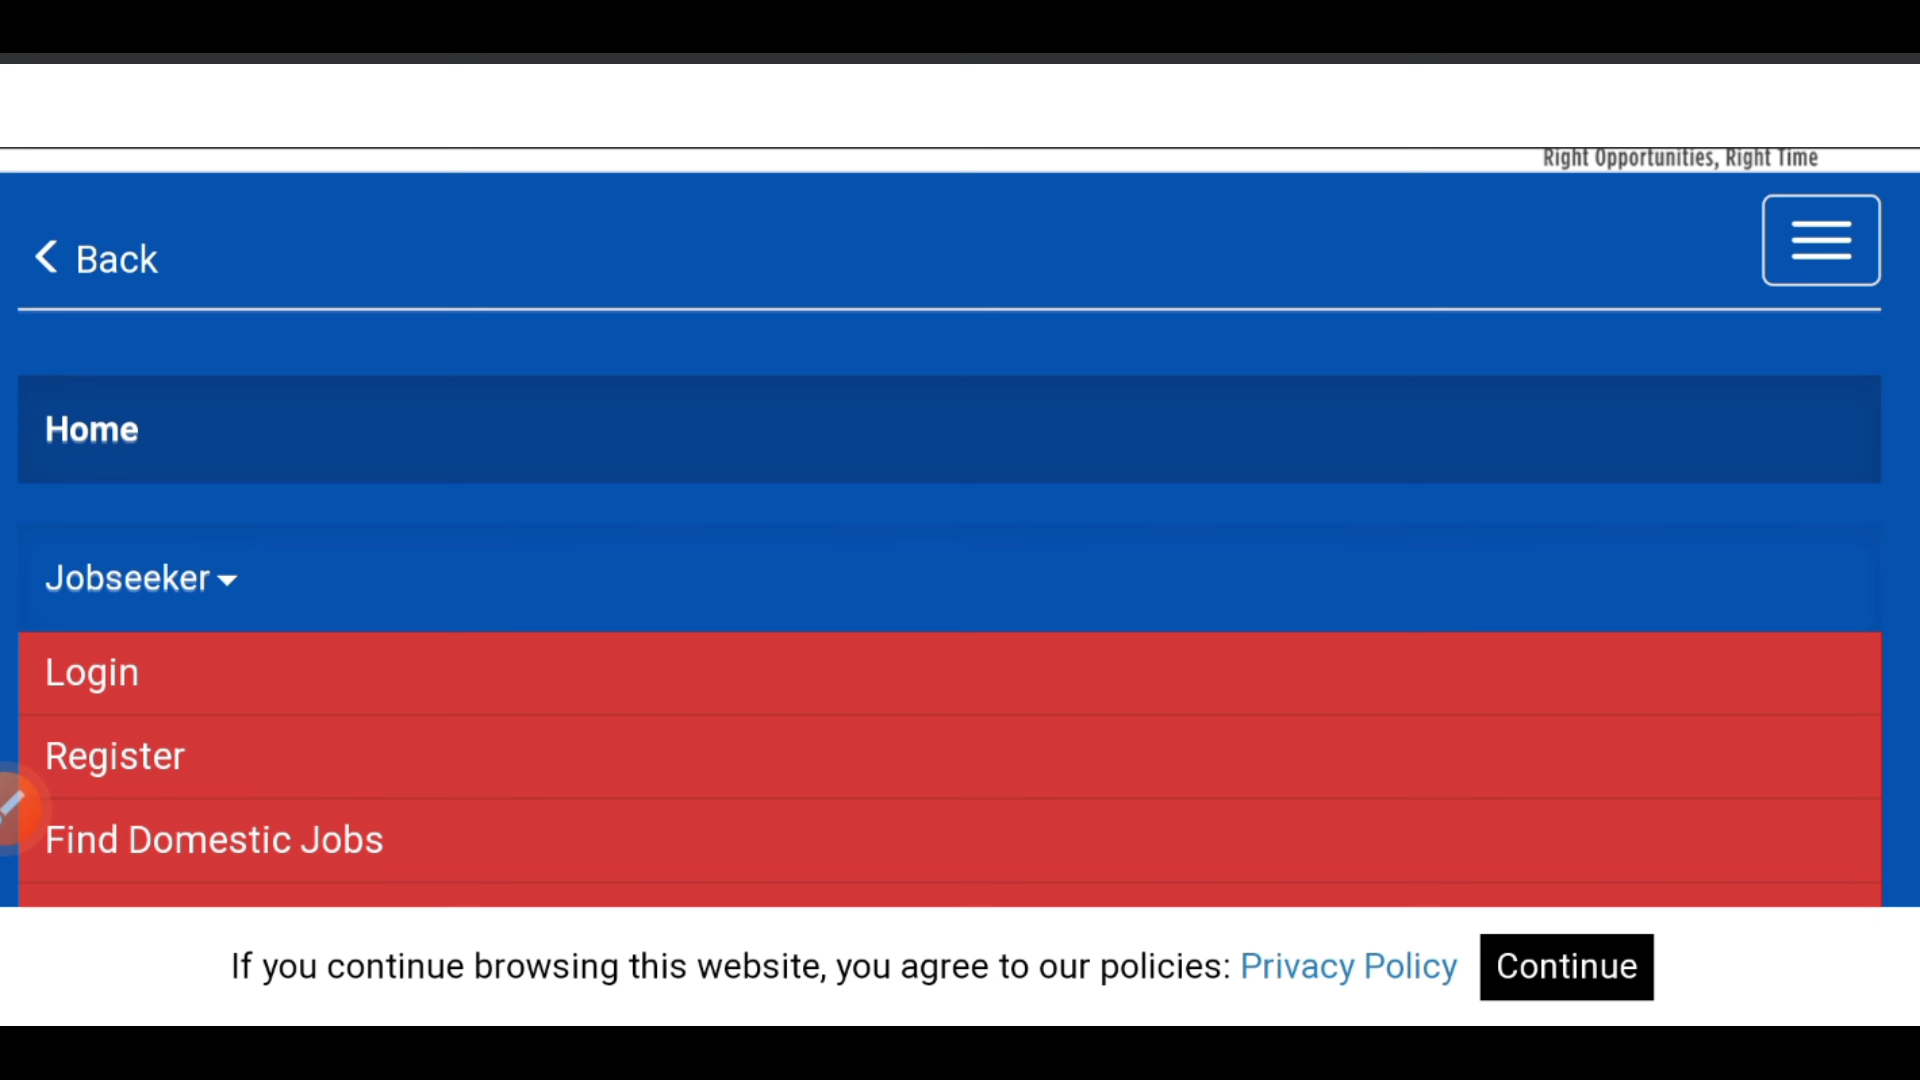 Right Opportunities, Right Time
Back
Home
Jobseeker
Login
Register
Find Domestic Jobs
If you continue browsing this website, you agree to our policies: Privacy Policy Continue